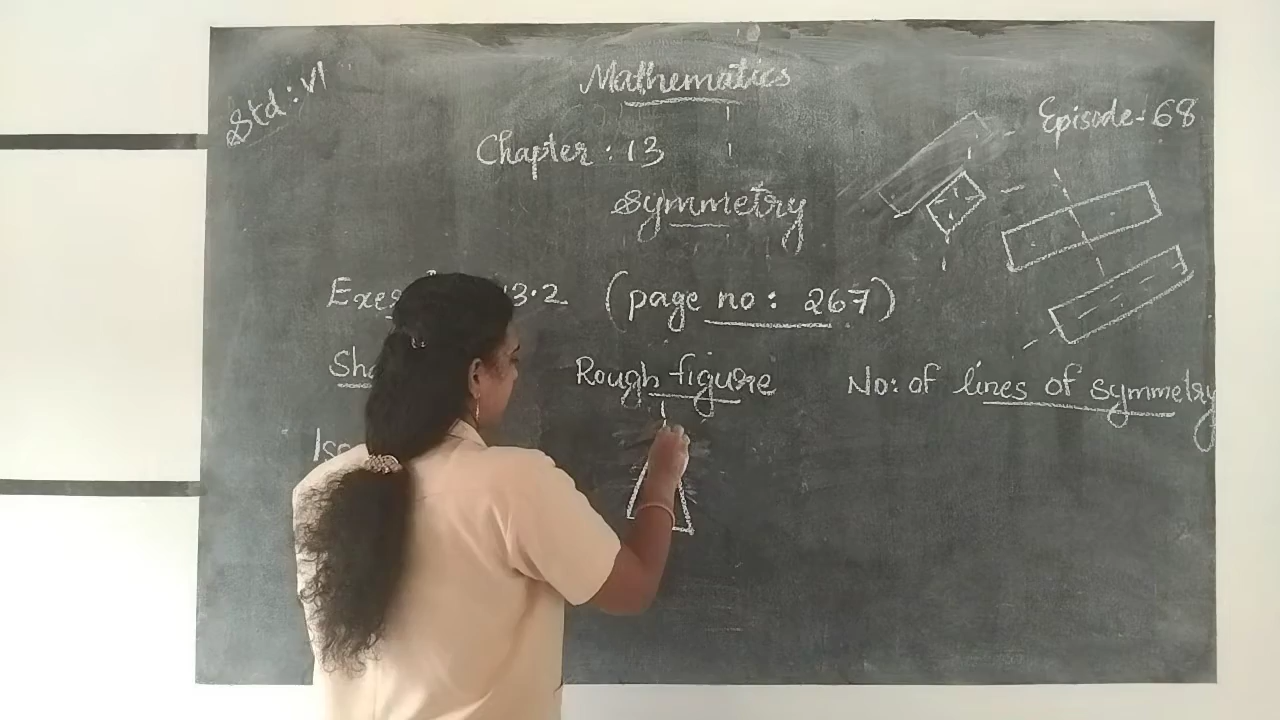 Std: VI
Mathematics
Episode-68
Chapter: 13
Symmetry
13.2 (page no: 267)
Rough figure No: of lines of symmetry